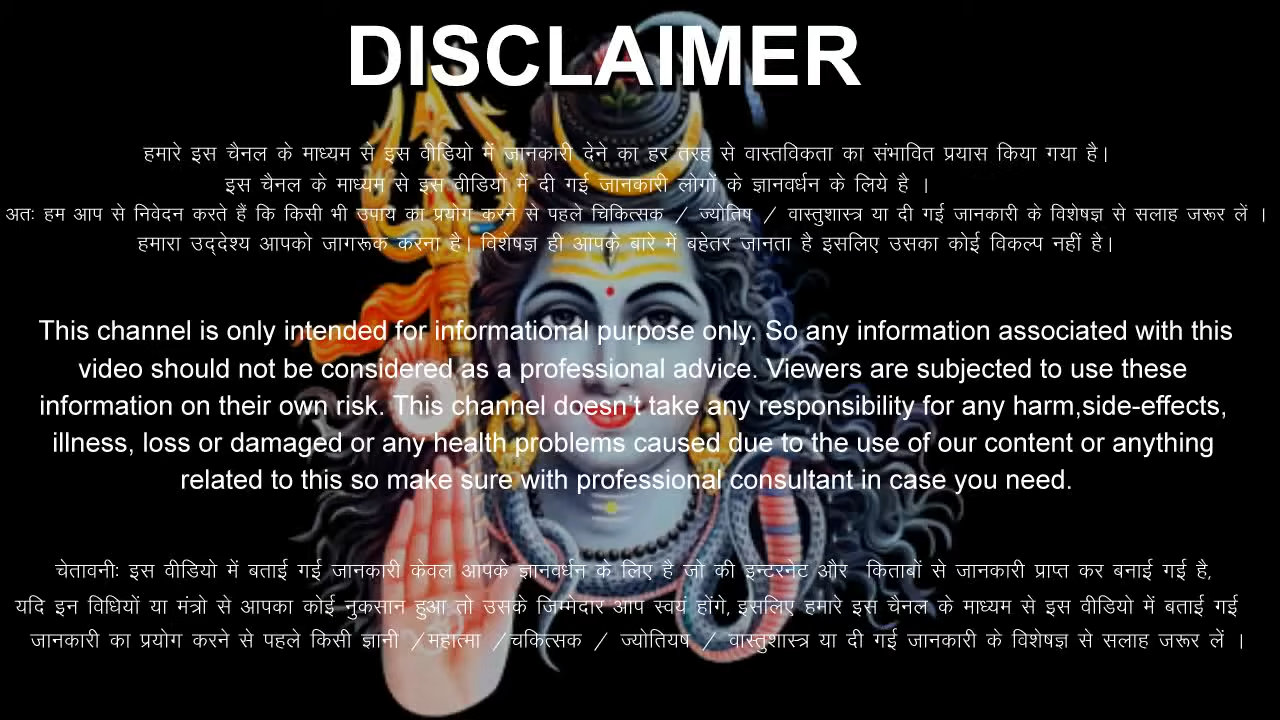 DISCLAIMER
हमारे इस चैनल के माध्यम से इस वीडियो में जानकारी देने का हर तरह से वास्तविकता का संभावित प्रयास किया गया है।
इस चैनल के माध्यम से इस वीडियो में दी गई जानकारी लोगों के ज्ञानवर्धन के लिये है ।
अतः हम आप से निवेदन करते हैं कि किसी भी उपाय का प्रयोग करने से पहले चिकित्सक / ज्योतिष / वास्तुशास्त्र या दी गई जानकारी के विशेषज्ञ से सलाह जरूर लें ।
हमारा उद्देश्य आपको जागरूक करना है। विशेषज्ञ ही आपके बारे में बहेतर जानता है इसलिए उसका कोई विकल्प नहीं है।
This channel is only intended for informational purpose only. So any information associated with this
video should not be considered as a professional advice. Viewers are subjected to use these
information on their own risk. This channel doesn't take any responsibility for any harm,side-effects,
illness, loss or damaged or any health problems caused due to the use of our content or anything
related to this so make sure with professional consultant in case you need.
चेतावनीः इस वीडियो में बताई गई जानकारी केवल आपके ज्ञानवर्धन के लिए है जो की इन्टरनेट और किताबों से जानकारी प्राप्त कर बनाई गई है,
यदि इन विधियों या मंत्रो से आपका कोई नुकसान हुआ तो उसके जिम्मेदार आप स्वयं होंगे, इसलिए हमारे इस चैनल के माध्यम से इस वीडियो में बताई गई
जानकारी का प्रयोग करने से पहले किसी ज्ञानी /महात्मा /चकित्सक / ज्योतियष / वास्तुशास्त्र या दी गई जानकारी के विशेषज्ञ से सलाह जरूर लें ।